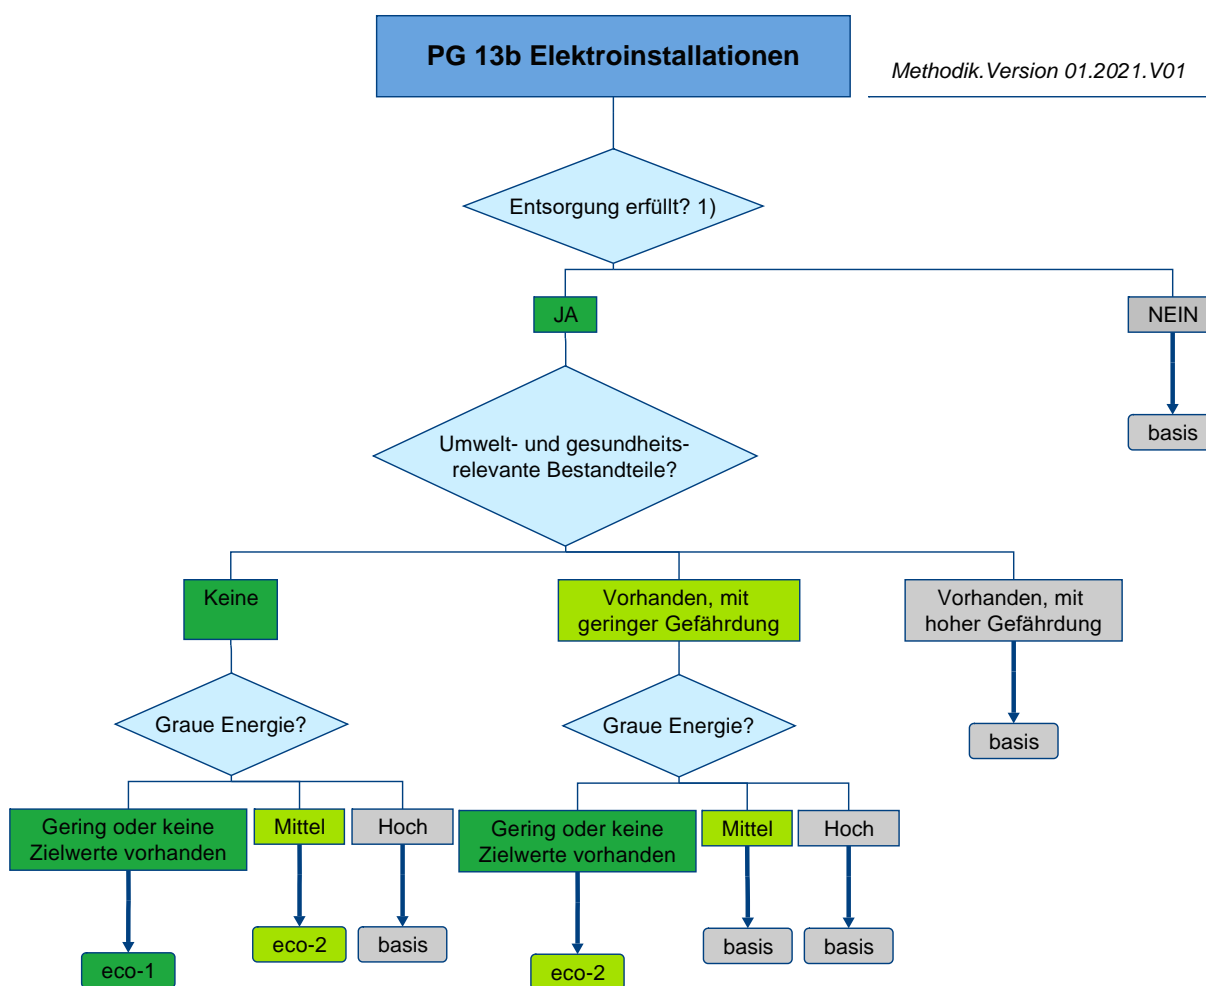 PG 13b Elektroinstallationen
Methodik.Version 01.2021.V01
Entsorgung erfüllt? 1)
JA
NEIN
basis
Umwelt- und gesundheits-
relevante Bestandteile?
Keine
Vorhanden, mit
geringer Gefährdung
Vorhanden, mit
hoher Gefährdung
Graue Energie?
Graue Energie?
basis
Gering oder keine
Zielwerte vorhanden
Mittel
Hoch
Gering oder keine
Zielwerte vorhanden
Mittel
Hoch
eco-1
eco-2
basis
eco-2
basis
basis